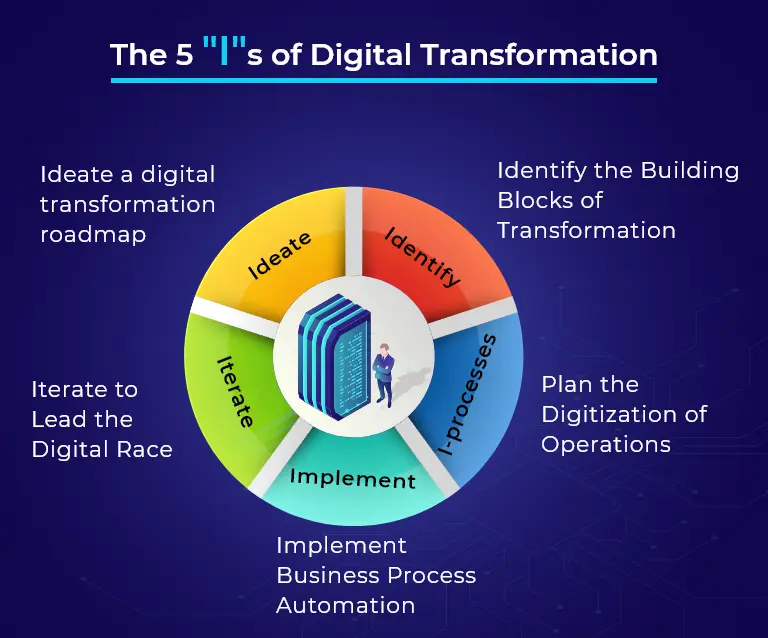 The 5 "I"s of Digital Transformation
Ideate a digital
transformation
roadmap
Identify the Building
Blocks of
Transformation
Ideate
Identify
Iterate
I-processes
Implement
Iterate to
Lead the
Digital Race
Plan the
Digitization of
Operations
Implement
Business Process
Automation